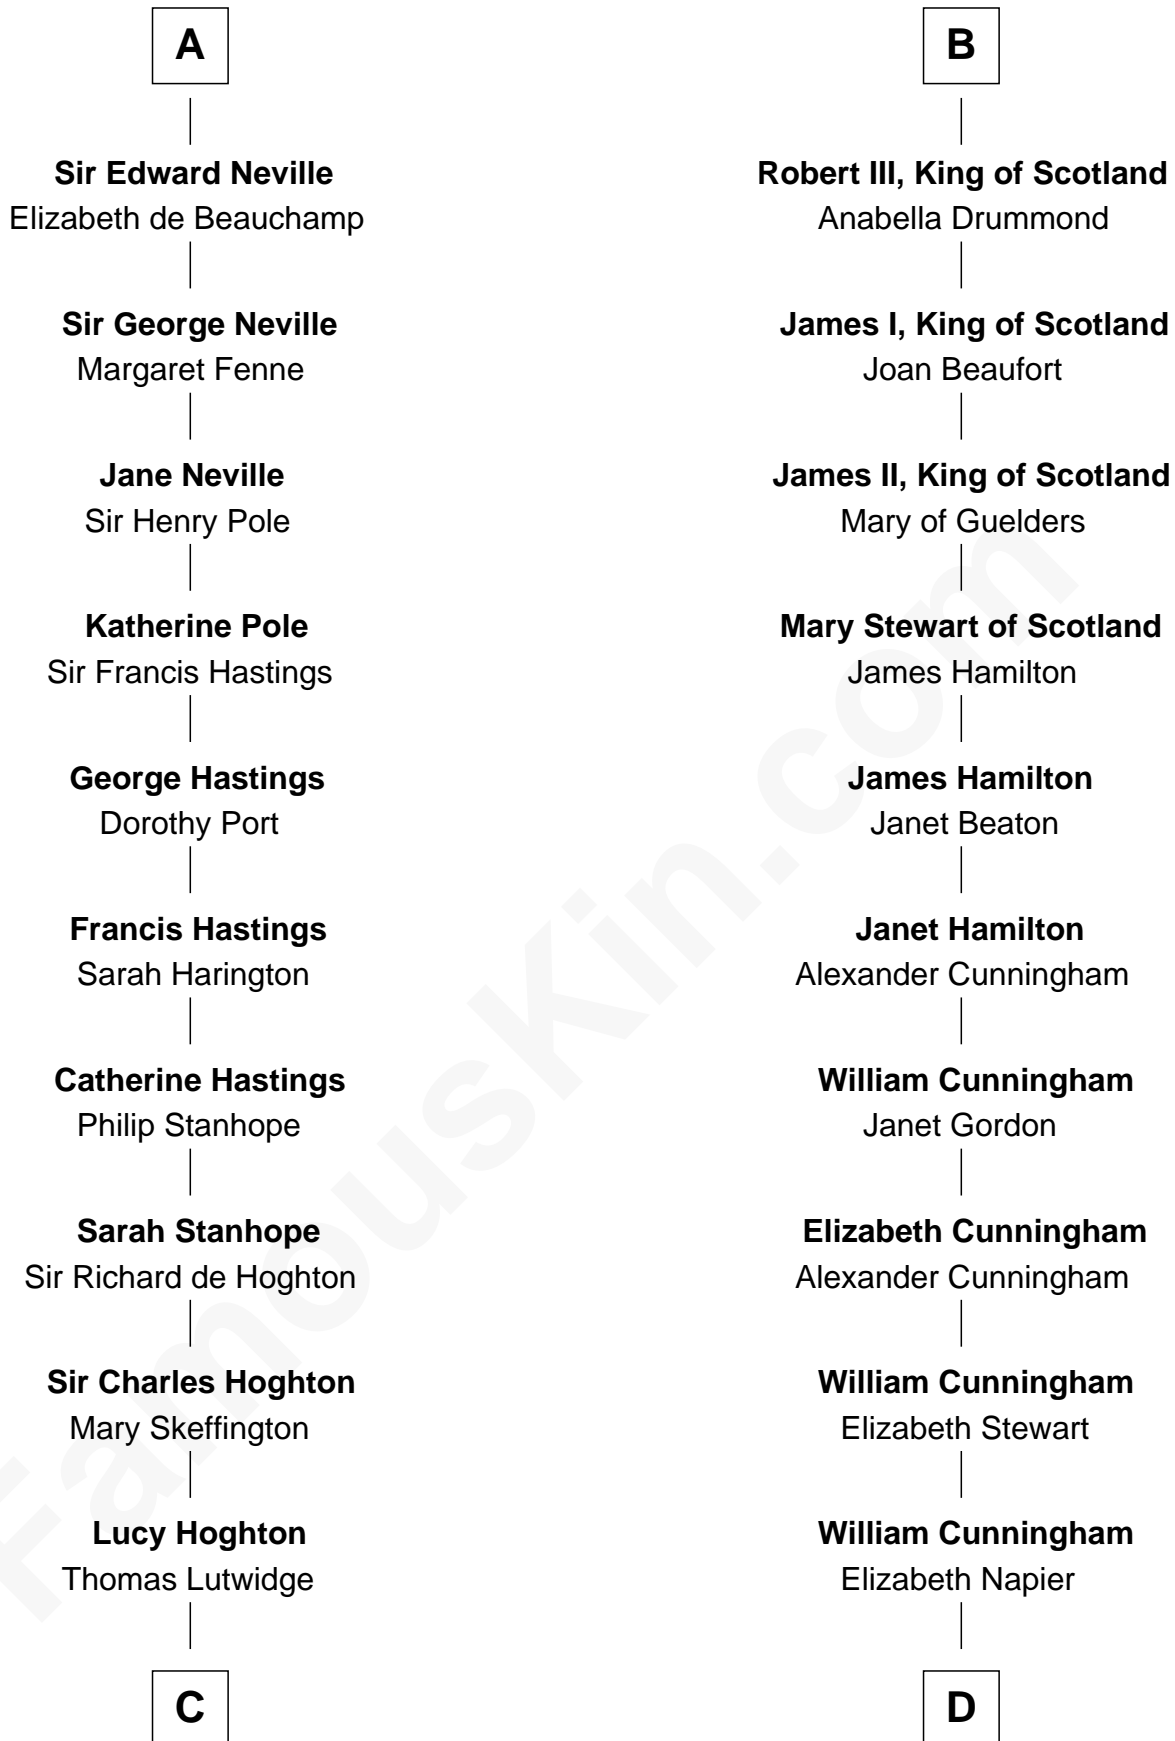 A
Sir Edward Neville
Elizabeth de Beauchamp
Sir George Neville
Margaret Fenne
Jane Neville
Sir Henry Pole
Katherine Pole
Sir Francis Hastings
George Hastings
Dorothy Port
Francis Hastings
Sarah Harington
Catherine Hastings
Philip Stanhope
Sarah Stanhope
Sir Richard de Hoghton
Sir Charles Hoghton
Mary Skeffington
Lucy Hoghton
Thomas Lutwidge
C
B
Robert III, King of Scotland
Anabella Drummond
James I, King of Scotland
Joan Beaufort
James II, King of Scotland
Mary of Guelders
Mary Stewart of Scotland
James Hamilton
James Hamilton
Janet Beaton
Janet Hamilton
Alexander Cunningham
William Cunningham
Janet Gordon
Elizabeth Cunningham
Alexander Cunningham
William Cunningham
Elizabeth Stewart
William Cunningham
Elizabeth Napier
D
FamousKin.com